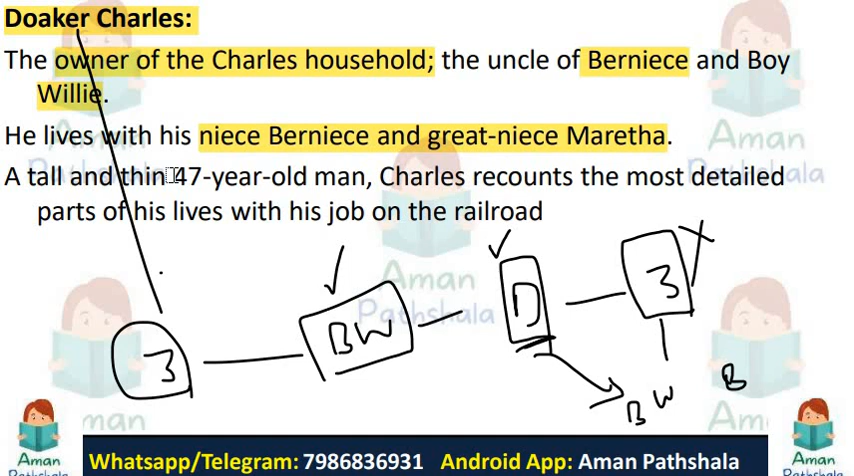 Doaker Charles:
The owner of the Charles household; the uncle of Berniece and Boy
Willie.
He lives with his niece Berniece and great-niece Maretha.
A tall and thin 47-year-old man, Charles recounts the most detailed
parts of his lives with his job on the railroad
3
BW
D
3
B W
B
Aman
Pathshala
Whatsapp/Telegram: 7986836931 Android App: Aman Pathshala
Aman
Pathshala